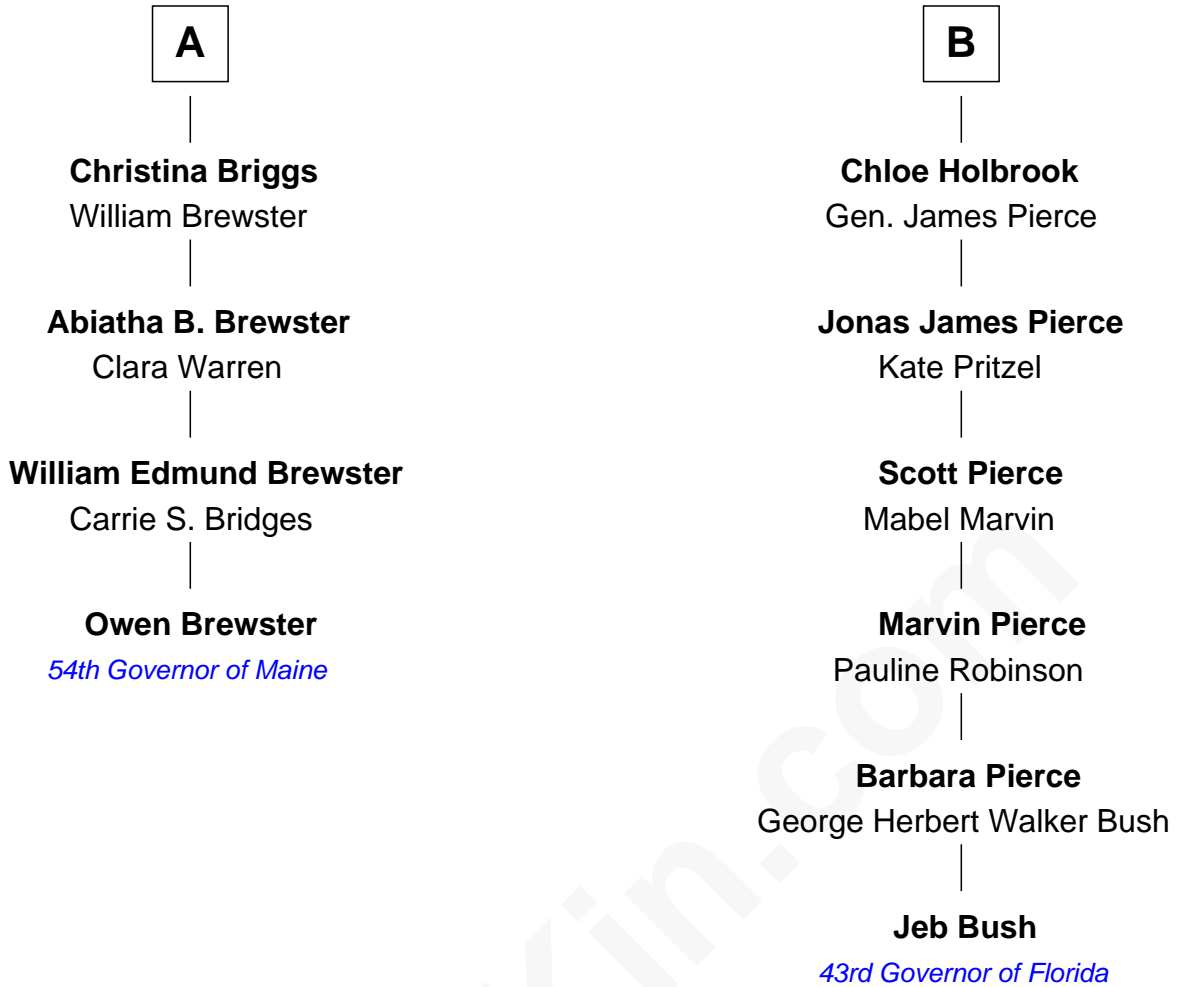 A
Christina Briggs
William Brewster
Abiatha B. Brewster
Clara Warren
William Edmund Brewster
Carrie S. Bridges
Owen Brewster
54th Governor of Maine
B
Chloe Holbrook
Gen. James Pierce
Jonas James Pierce
Kate Pritzel
Scott Pierce
Mabel Marvin
Marvin Pierce
Pauline Robinson
Barbara Pierce
George Herbert Walker Bush
Jeb Bush
43rd Governor of Florida
Kin.com